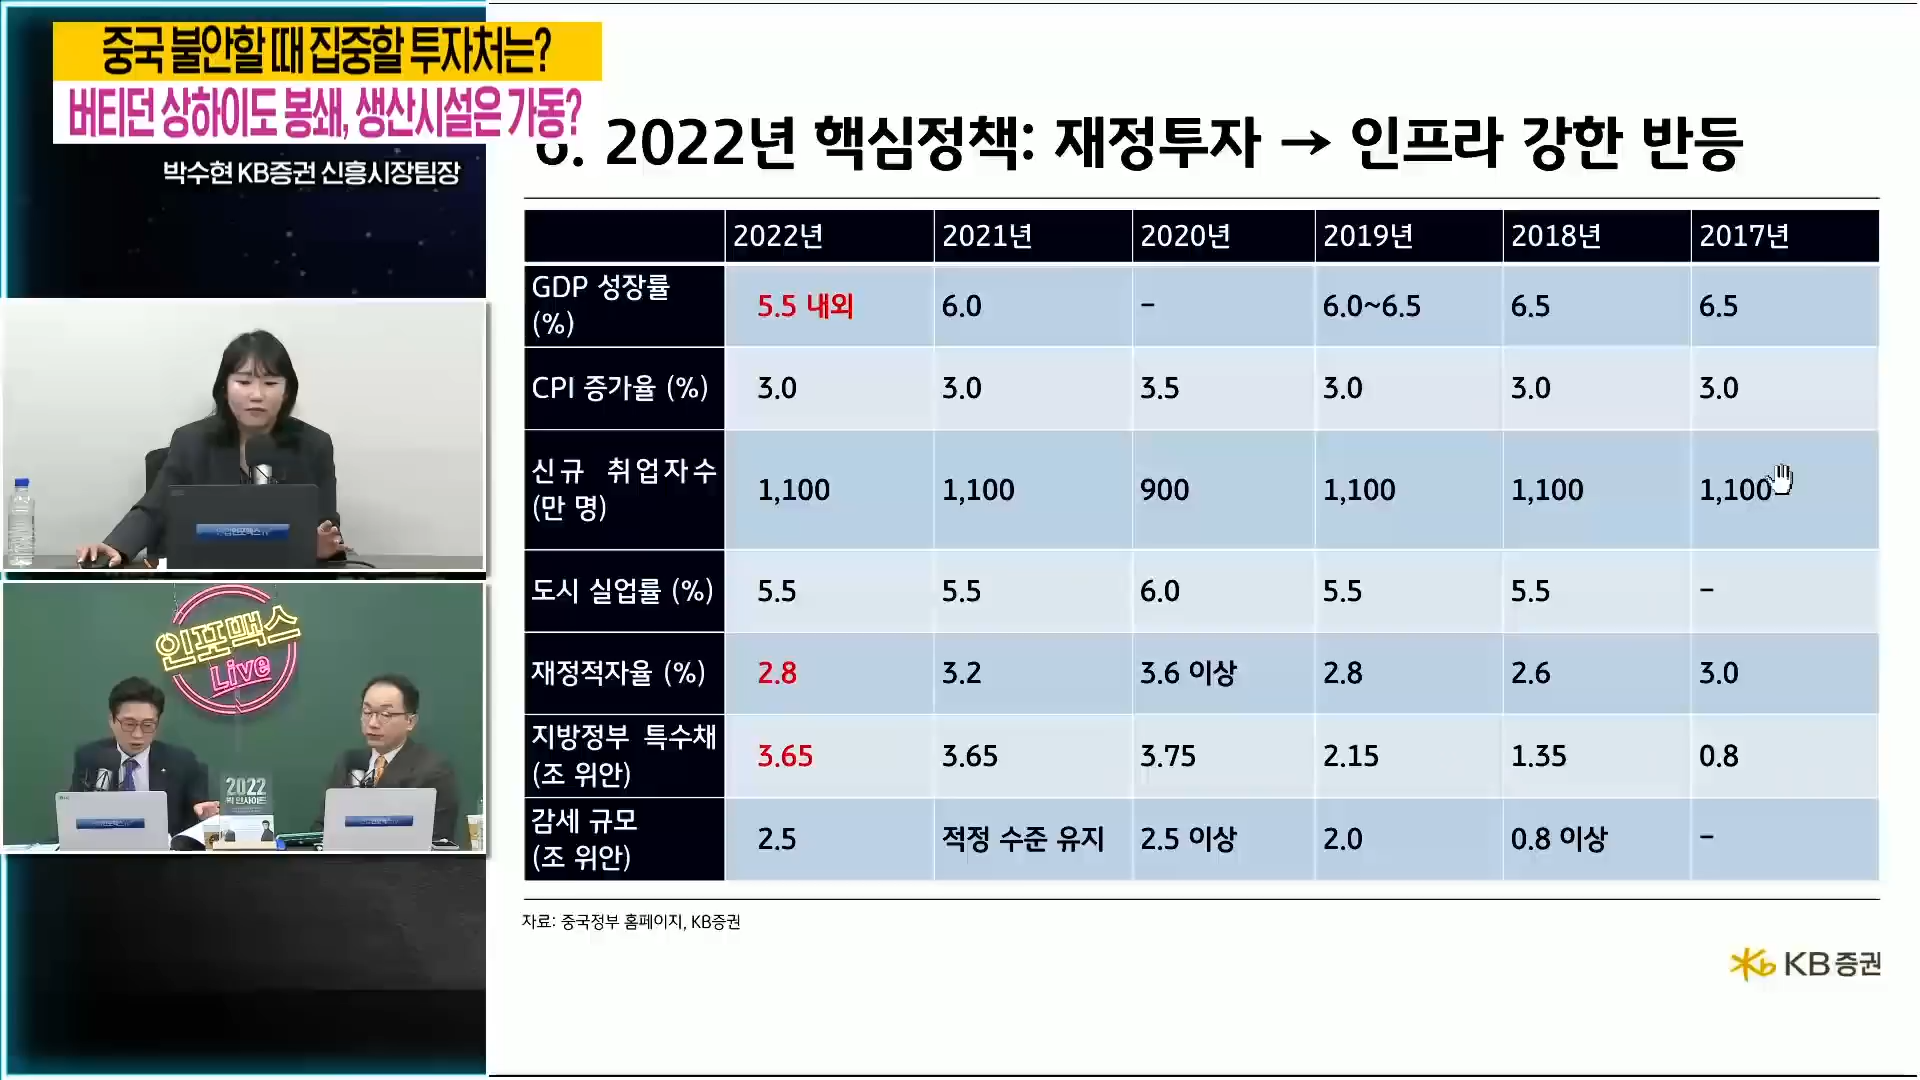 중국 불안할 때 집중할 투자처는?
버티던 상하이도 봉쇄, 생산시설은 가동?
박수현 KB증권 신흥시장팀장
인포맥스
Live
2022
빅 인사이트
6. 2022년 핵심정책: 재정투자 → 인프라 강한 반등
2022년 2021년 2020년 2019년 2018년 2017년
GDP 성장률
(%)
5.5 내외 6.0 – 6.0~6.5 6.5 6.5
CPI 증가율 (%) 3.0 3.0 3.5 3.0 3.0 3.0
신규 취업자수
(만 명)
1,100 1,100 900 1,100 1,100 1,100
도시 실업률 (%) 5.5 5.5 6.0 5.5 5.5 –
재정적자율 (%) 2.8 3.2 3.6 이상 2.8 2.6 3.0
지방정부 특수채
(조 위안)
3.65 3.65 3.75 2.15 1.35 0.8
감세 규모
(조 위안)
2.5 적정 수준 유지 2.5 이상 2.0 0.8 이상 –
자료: 중국정부 홈페이지, KB증권
KB증권